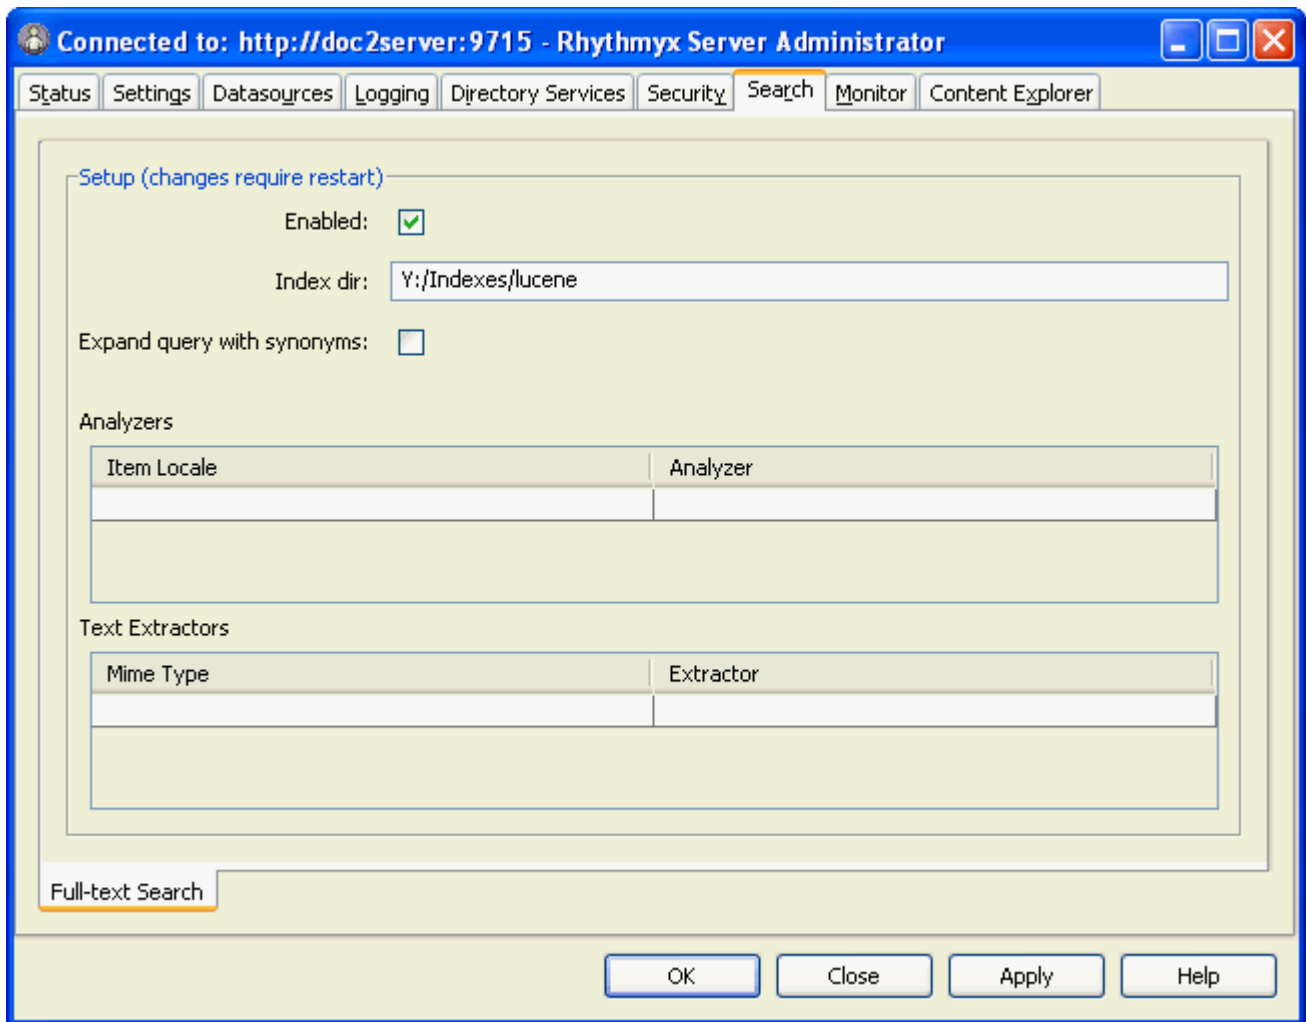 Connected to: http://doc2server:9715 - Rhythmyx Server Administrator
Status Settings Datasources Logging Directory Services Security Search Monitor Content Explorer
Setup (changes require restart)
Enabled:
Index dir: Y:/Indexes/lucene
Expand query with synonyms:
Analyzers
Item Locale Analyzer
Text Extractors
Mime Type Extractor
Full-text Search
OK Close Apply Help